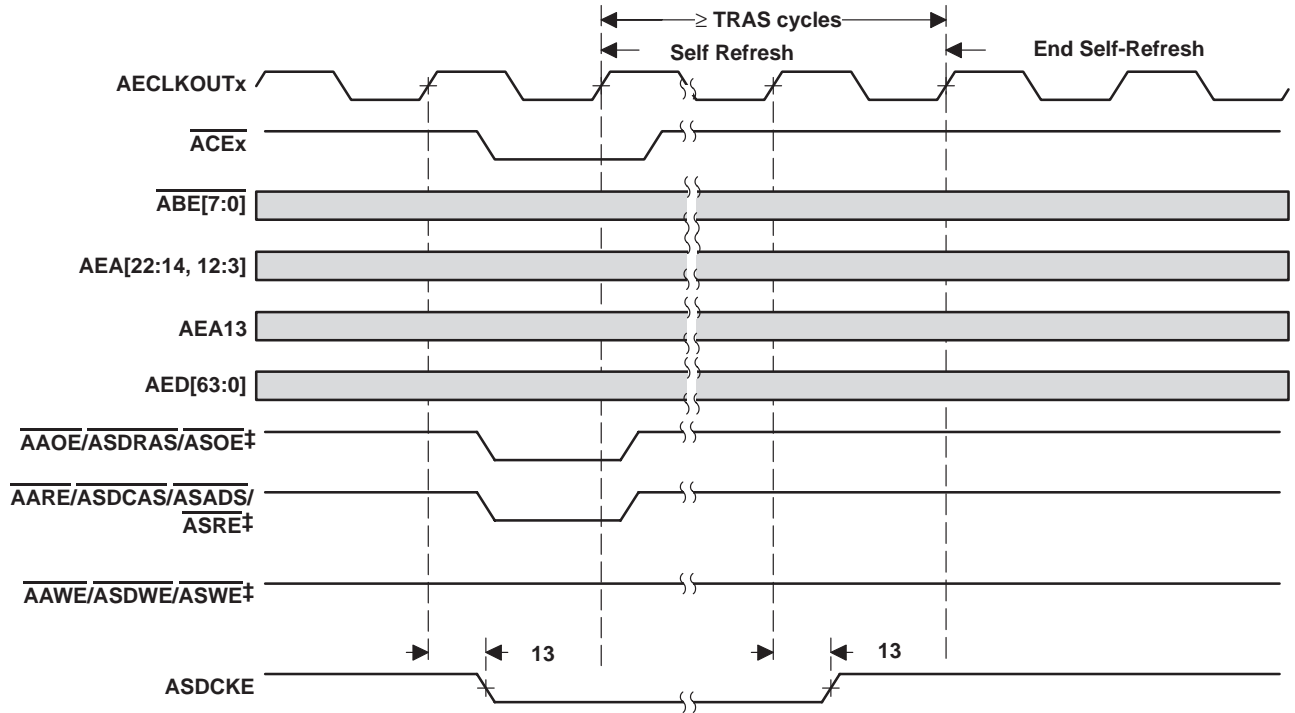 ≥ TRAS cycles
Self Refresh
End Self-Refresh
AECLKOUTx
ACEx
ABE[7:0]
AEA[22:14, 12:3]
AEA13
AED[63:0]
AAOE/ASDRAS/ASOE‡
AARE/ASDCAS/ASADS/
ASRE‡
AAWE/ASDWE/ASWE‡
13
13
ASDCKE